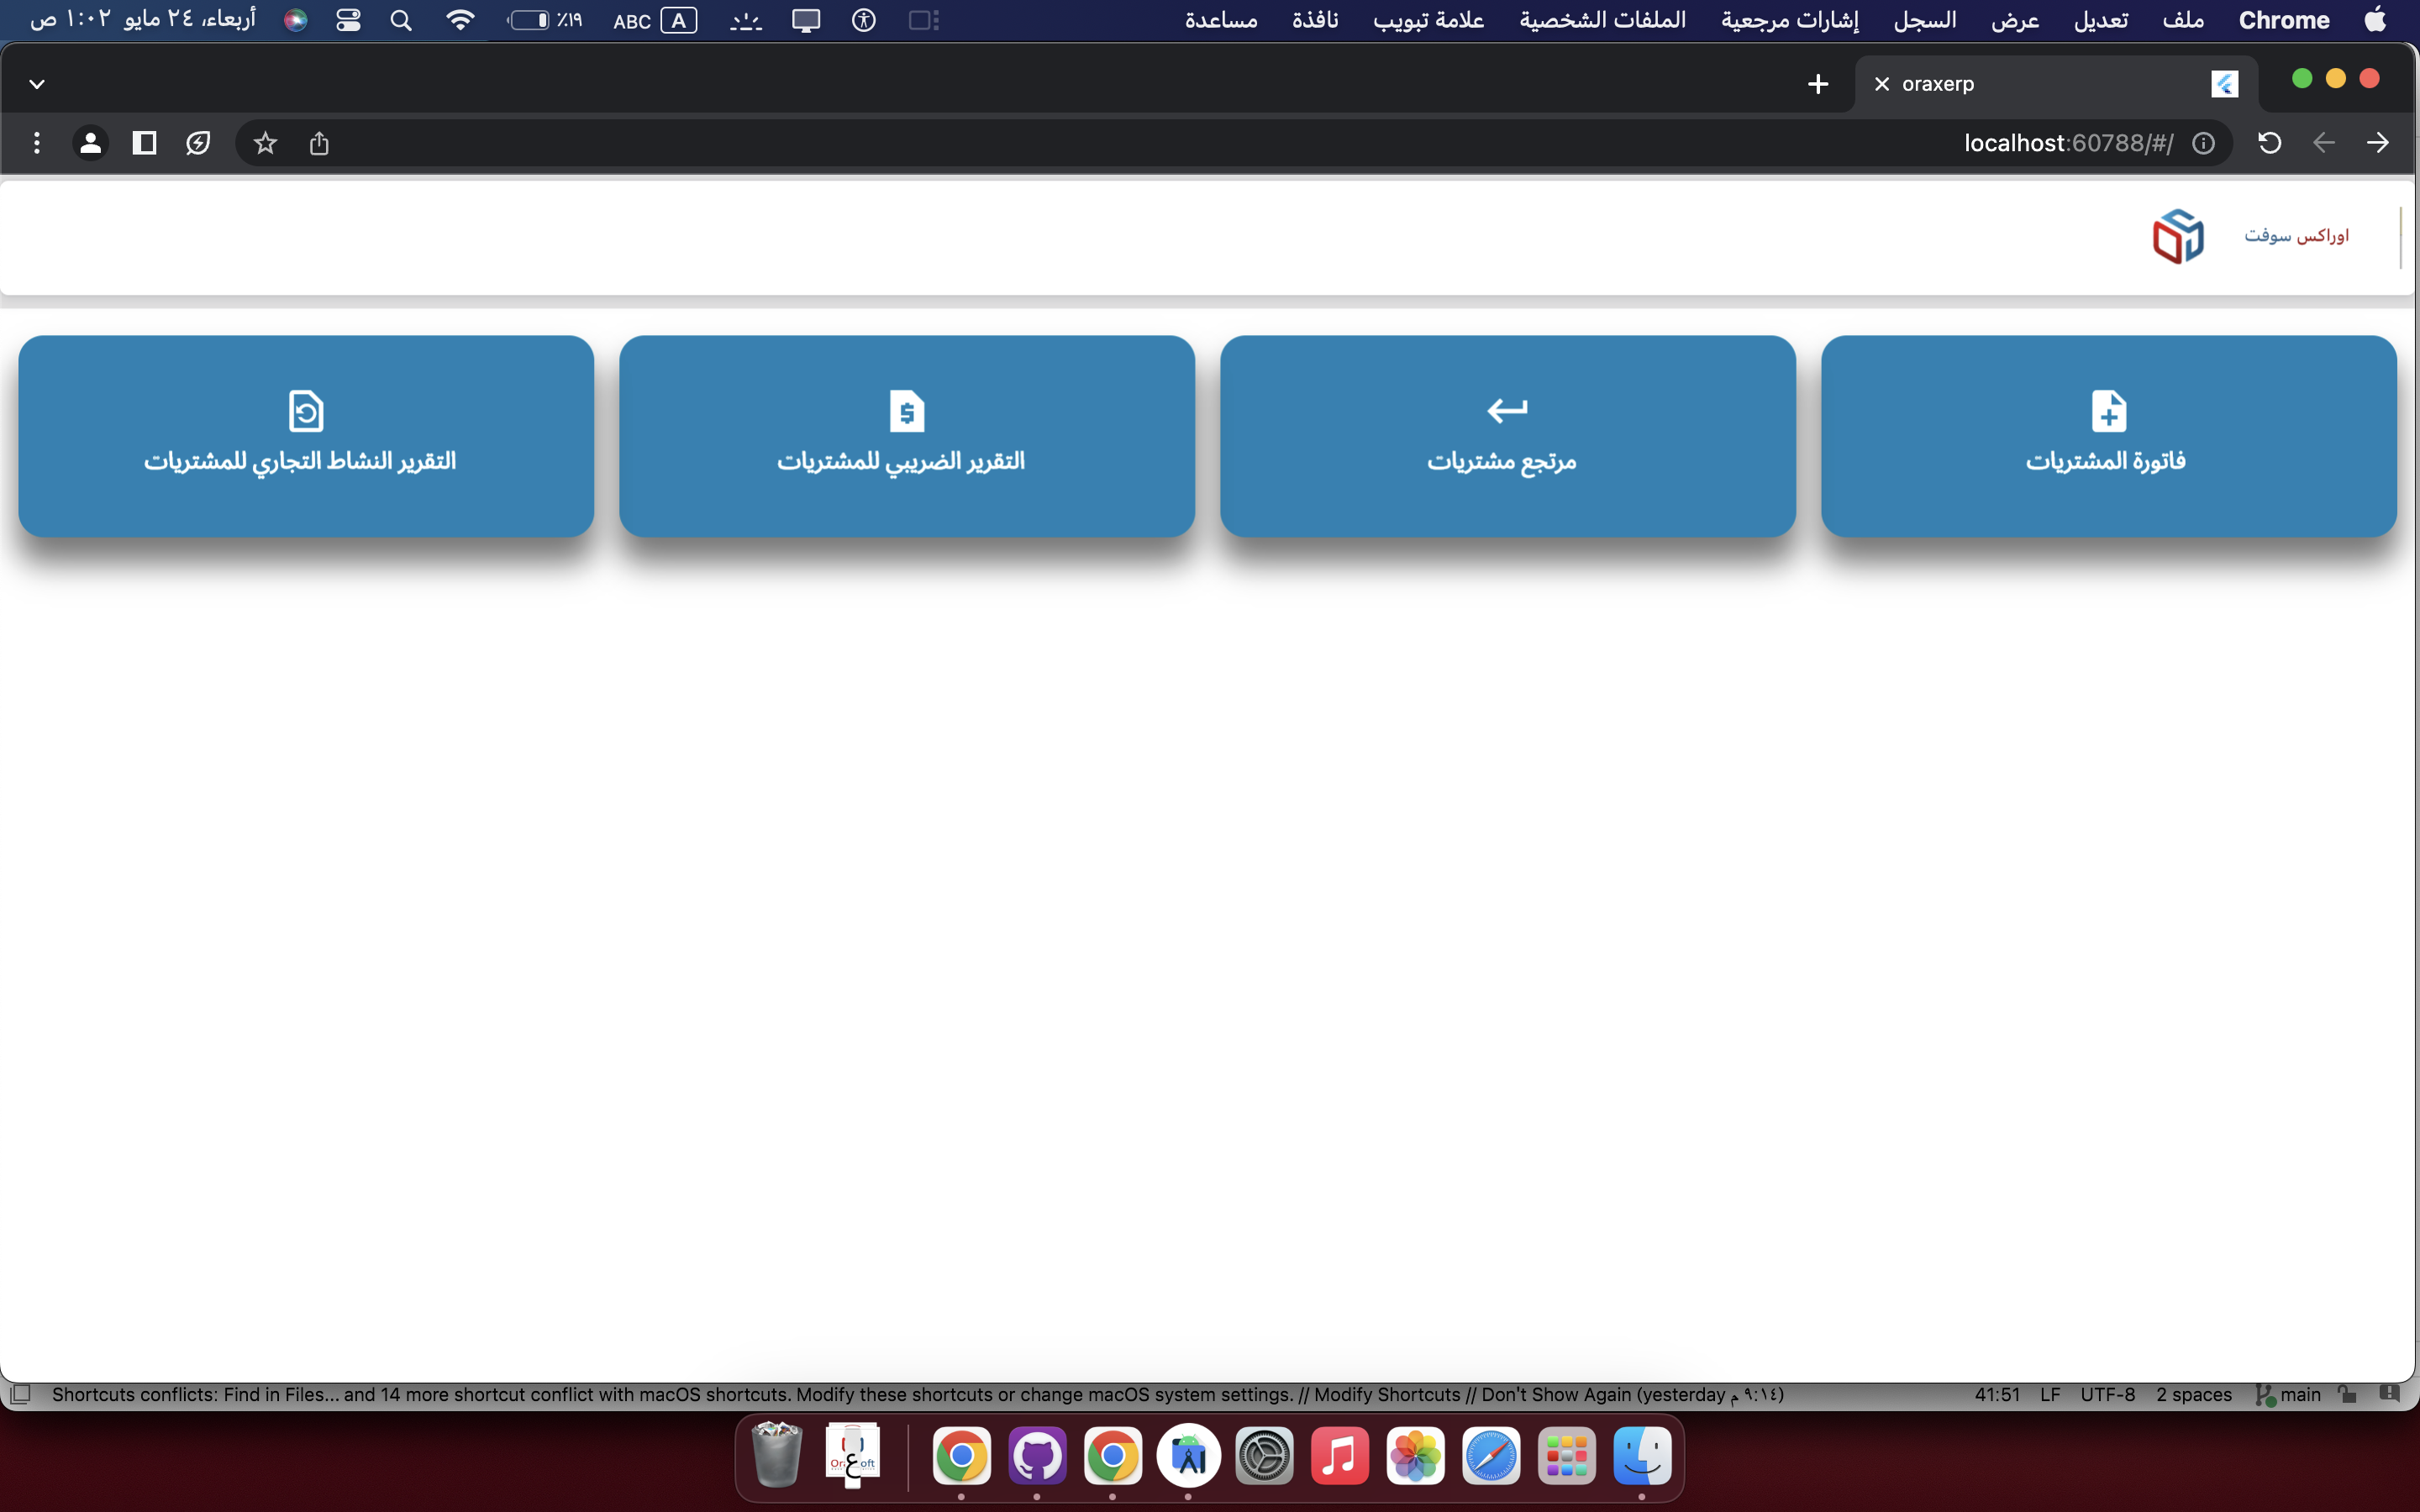 Chrome ملف تعديل عرض السجل إشارات مرجعية الملفات الشخصية علامة تبويب نافذة مساعدة A ABC ١٩٪ أربعاء، ٢٤ مايو ١:٠٢ ص
oraxerp
localhost:60788/#/
اوراكس سوفت
فاتورة المشتريات
مرتجع مشتريات
التقرير الضريبي للمشتريات
التقرير النشاط التجاري للمشتريات
Shortcuts conflicts: Find in Files... and 14 more shortcut conflict with macOS shortcuts. Modify these shortcuts or change macOS system settings. // Modify Shortcuts // Don't Show Again (yesterday ٩:١٤ م) 41:51 LF UTF-8 2 spaces main